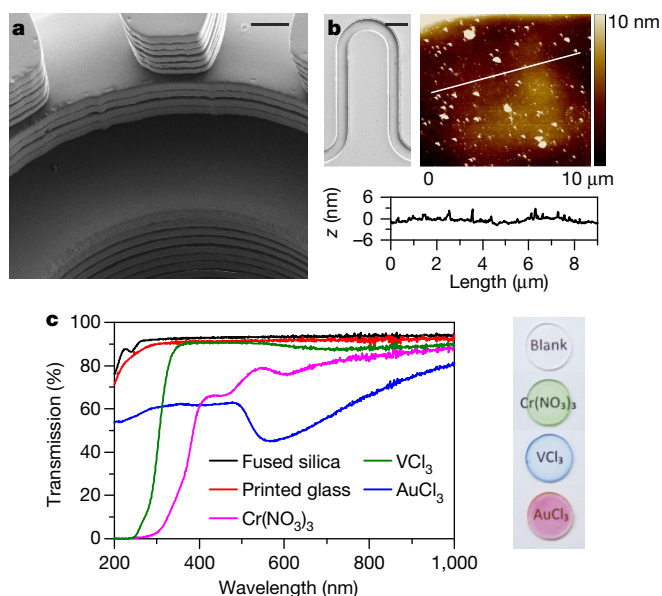 a
b
10 nm
0
10 μm
6
0
–6
z (nm)
0 2 4 6 8
Length (μm)
c
100
80
60
40
20
0
Transmission (%)
Fused silica
Printed glass
Cr(NO₃)₃
VCl₃
AuCl₃
200 400 600 800 1,000
Wavelength (nm)
Blank
Cr(NO₃)₃
VCl₃
AuCl₃